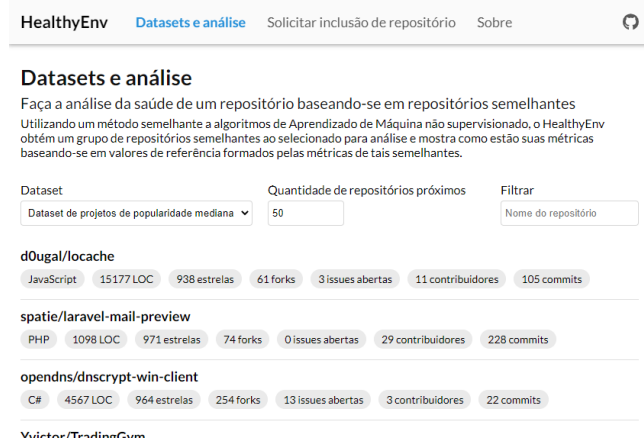 HealthyEnv Datasets e análise Solicitar inclusão de repositório Sobre
Datasets e análise
Faça a análise da saúde de um repositório baseando-se em repositórios semelhantes
Utilizando um método semelhante a algoritmos de Aprendizado de Máquina não supervisionado, o HealthyEnv
obtém um grupo de repositórios semelhantes ao selecionado para análise e mostra como estão suas métricas
baseando-se em valores de referência formados pelas métricas de tais semelhantes.
Dataset Quantidade de repositórios próximos Filtrar
Dataset de projetos de popularidade mediana 50 Nome do repositório
d0ugal/locache
JavaScript 15177 LOC 938 estrelas 61 forks 3 issues abertas 11 contribuidores 105 commits
spatie/laravel-mail-preview
PHP 1098 LOC 971 estrelas 74 forks 0 issues abertas 29 contribuidores 228 commits
opendns/dnscrypt-win-client
C# 4567 LOC 964 estrelas 254 forks 13 issues abertas 3 contribuidores 22 commits
Yvictor/TradingGym